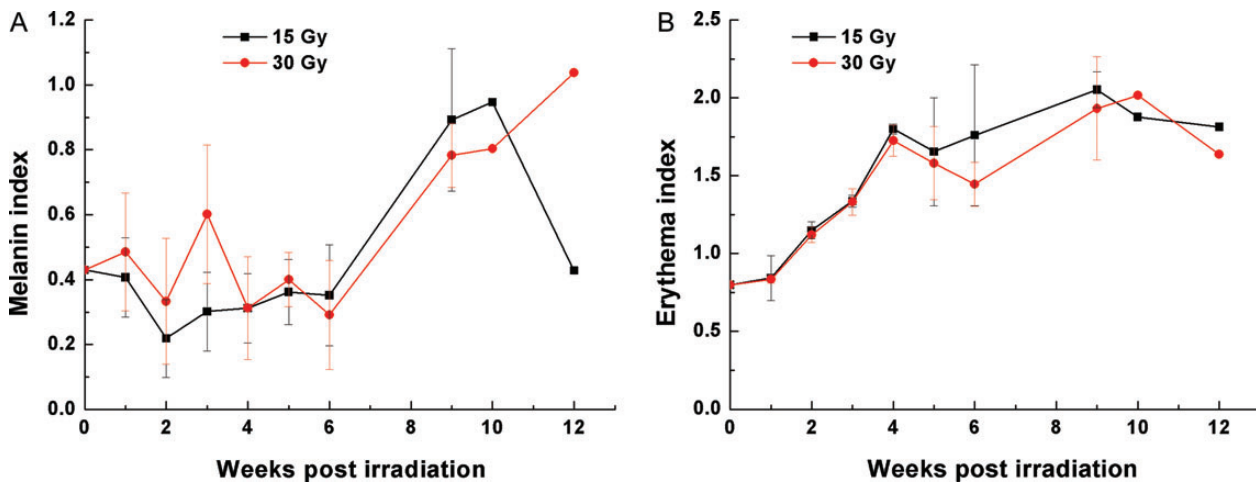 A
Melanin index
1.2
1.0
0.8
0.6
0.4
0.2
0.0
15 Gy
30 Gy
0 2 4 6 8 10 12
Weeks post irradiation
B
Erythema index
2.5
2.0
1.5
1.0
0.5
0.0
15 Gy
30 Gy
0 2 4 6 8 10 12
Weeks post irradiation